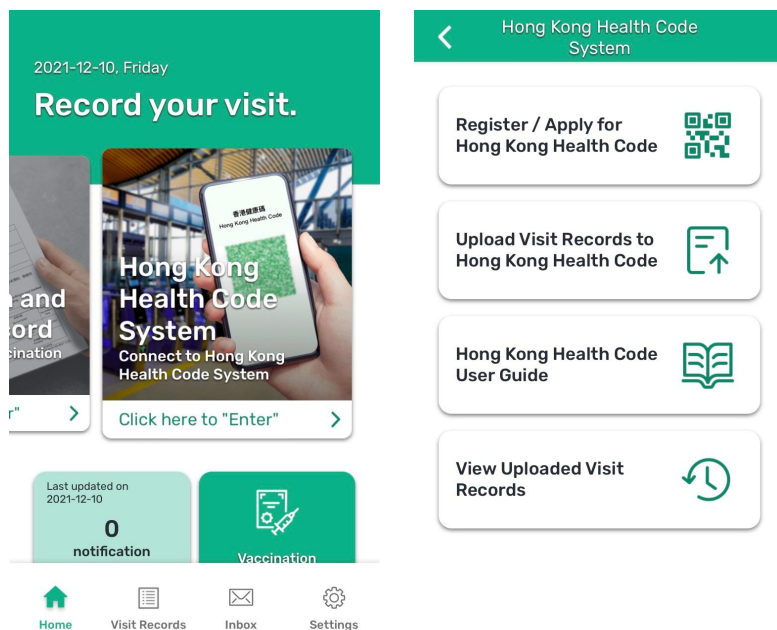 2021-12-10, Friday
Record your visit.
and
cord
cination
r"
香港健康碼
Hong Kong Health Code
Hong Kong
Health Code
System
Connect to Hong Kong
Health Code System
Click here to "Enter"
Last updated on
2021-12-10
0
notification
Vaccination
Home
Visit Records
Inbox
Settings
Hong Kong Health Code
System
Register / Apply for
Hong Kong Health Code
Upload Visit Records to
Hong Kong Health Code
Hong Kong Health Code
User Guide
View Uploaded Visit
Records